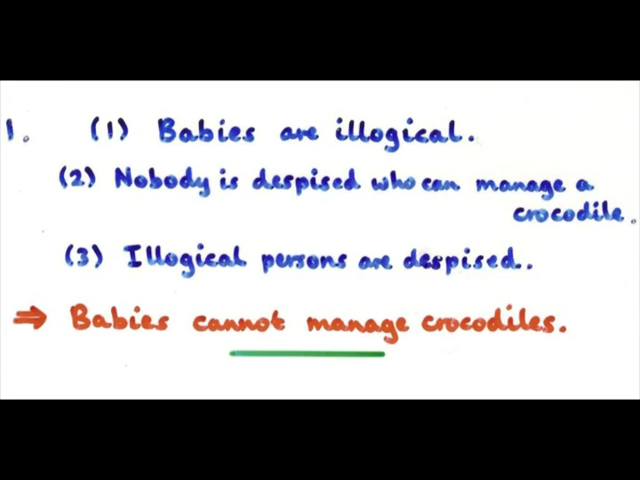 1. (1) Babies are illogical.
(2) Nobody is despised who can manage a
crocodile.
(3) Illogical persons are despised.
⇒ Babies cannot manage crocodiles.